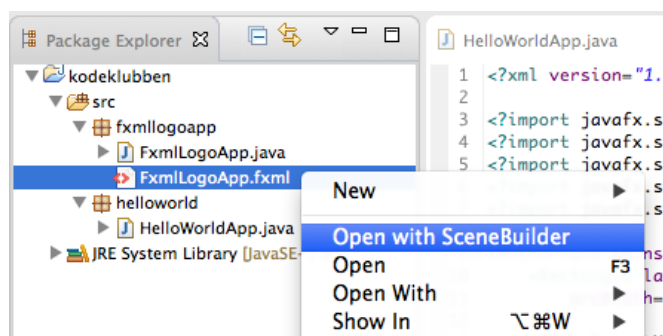 Package Explorer
HelloWorldApp.java
kodeklubben
src
fxmllogoapp
FxmlLogoApp.java
FxmlLogoApp.fxml
helloworld
HelloWorldApp.java
JRE System Library [JavaSE-
1 <?xml version="1.
2
3 <?import javafx.s
4 <?import javafx.s
5 <?import javafx.s
New
Open with SceneBuilder
Open F3
Open With
Show In ⌥⌘W